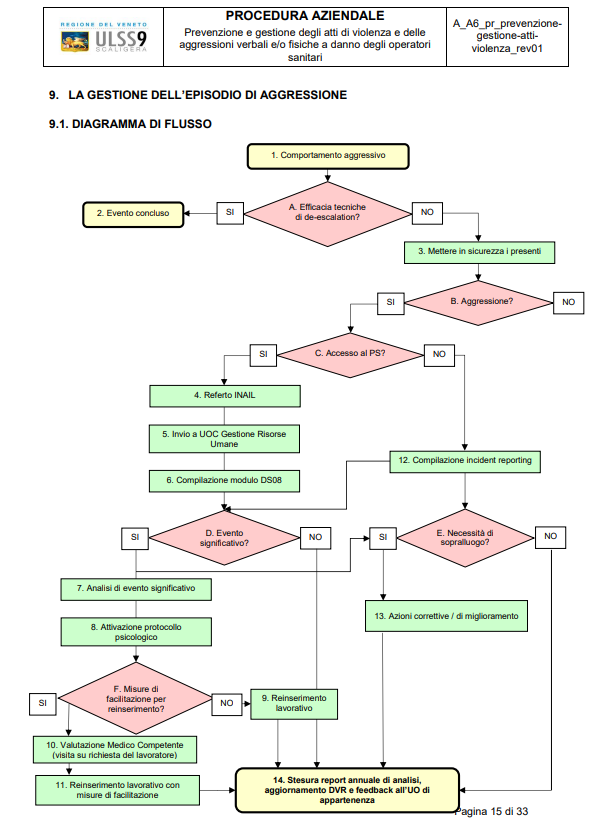 REGIONE DEL VENETO
ULSS9
SCALIGERA
PROCEDURA AZIENDALE
Prevenzione e gestione degli atti di violenza e delle
aggressioni verbali e/o fisiche a danno degli operatori
sanitari
A_A6_pr_prevenzione-
gestione-atti-
violenza_rev01
9. LA GESTIONE DELL'EPISODIO DI AGGRESSIONE
9.1. DIAGRAMMA DI FLUSSO
1. Comportamento aggressivo
2. Evento concluso
SI
A. Efficacia tecniche
di de-escalation?
NO
3. Mettere in sicurezza i presenti
SI
B. Aggressione?
NO
SI
C. Accesso al PS?
NO
4. Referto INAIL
5. Invio a UOC Gestione Risorse
Umane
12. Compilazione incident reporting
6. Compilazione modulo DS08
SI
D. Evento
significativo?
NO
SI
E. Necessità di
sopralluogo?
NO
7. Analisi di evento significativo
13. Azioni correttive / di miglioramento
8. Attivazione protocollo
psicologico
SI
F. Misure di
facilitazione per
reinserimento?
NO
9. Reinserimento
lavorativo
10. Valutazione Medico Competente
(visita su richiesta del lavoratore)
11. Reinserimento lavorativo con
misure di facilitazione
14. Stesura report annuale di analisi,
aggiornamento DVR e feedback all'UO di
appartenenza
Pagina 15 di 33